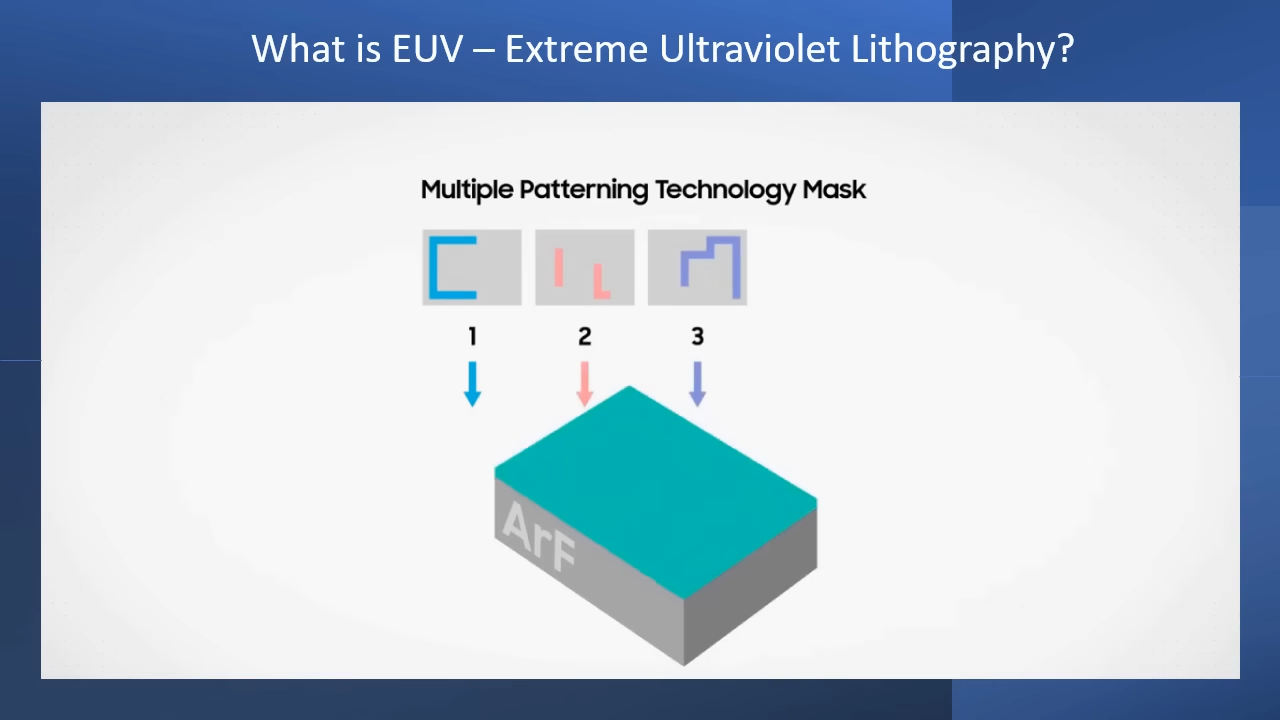 What is EUV – Extreme Ultraviolet Lithography?
Multiple Patterning Technology Mask
1 2 3
ArF